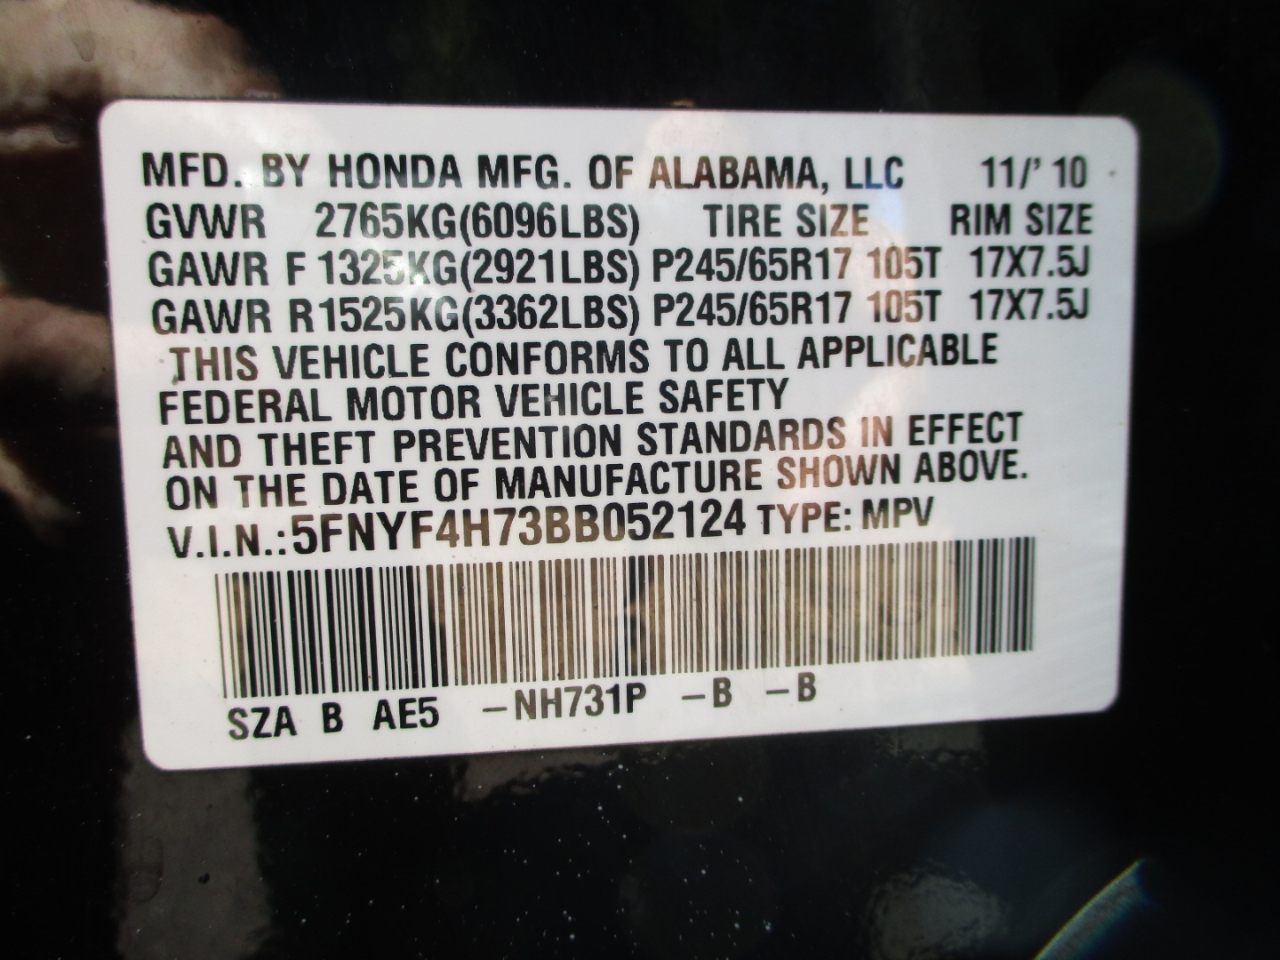 MFD. BY HONDA MFG. OF ALABAMA, LLC 11/' 10
GVWR 2765KG(6096LBS) TIRE SIZE RIM SIZE
GAWR F 1325KG(2921LBS) P245/65R17 105T 17X7.5J
GAWR R1525KG(3362LBS) P245/65R17 105T 17X7.5J
THIS VEHICLE CONFORMS TO ALL APPLICABLE
FEDERAL MOTOR VEHICLE SAFETY
AND THEFT PREVENTION STANDARDS IN EFFECT
ON THE DATE OF MANUFACTURE SHOWN ABOVE.
V.I.N.:5FNYF4H73BB052124 TYPE: MPV
SZA B AE5 -NH731P -B -B